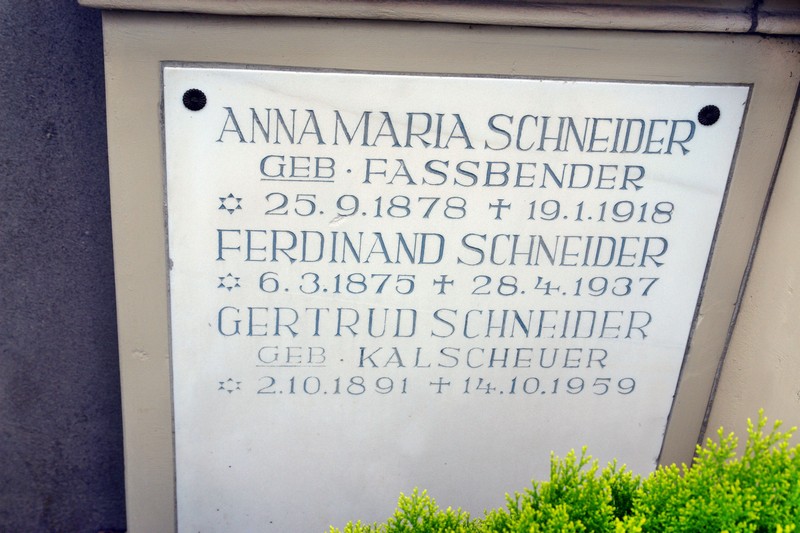 ANNA MARIA SCHNEIDER
GEB · FASSBENDER
✡ 25.9.1878 ✝ 19.1.1918
FERDINAND SCHNEIDER
✡ 6.3.1875 ✝ 28.4.1937
GERTRUD SCHNEIDER
GEB · KALSCHEUER
✡ 2.10.1891 ✝ 14.10.1959